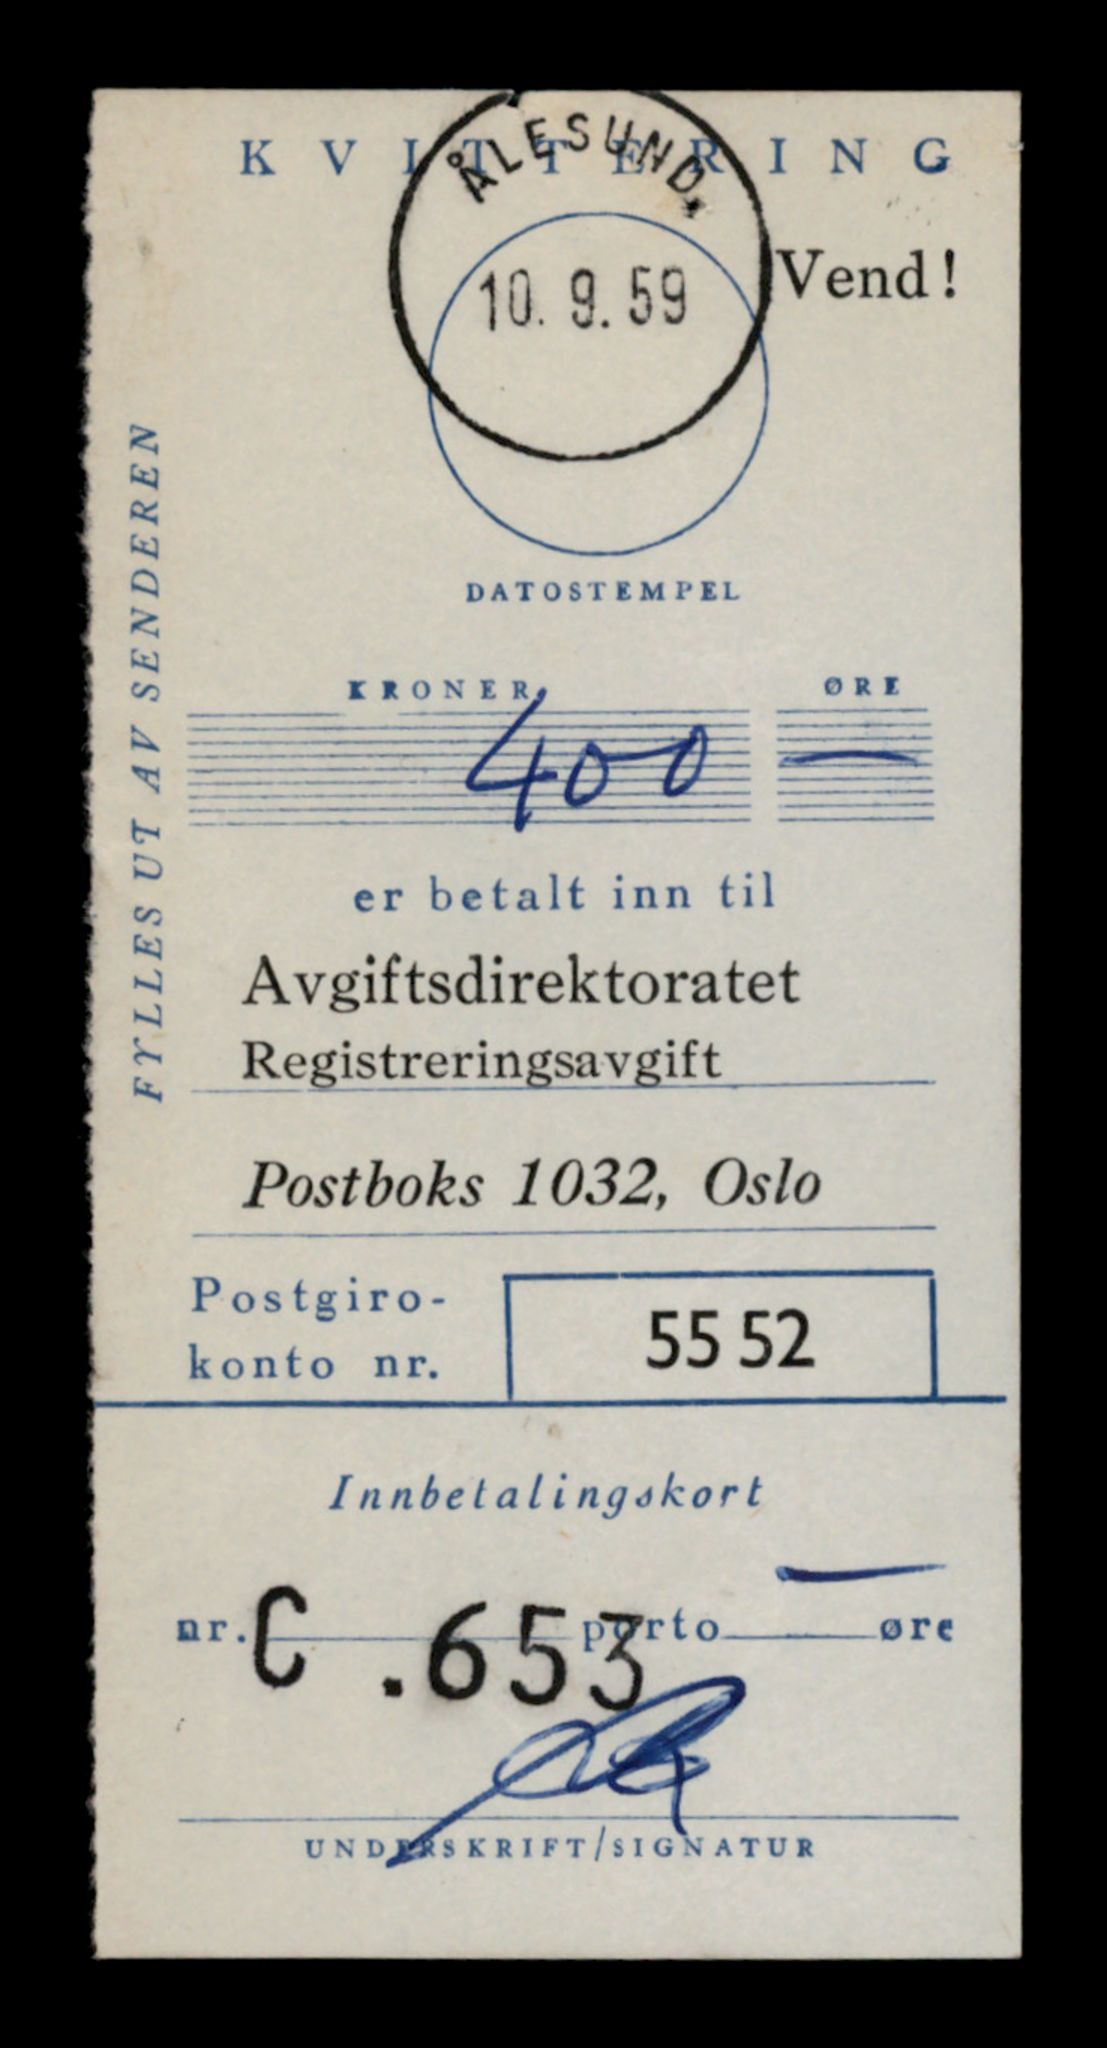 KVITTERING
ÅLESUND.
10. 9. 59
Vend!
DATOSTEMPEL
FYLLES UT AV SENDEREN
KRONER ØRE
400 —
er betalt inn til
Avgiftsdirektoratet
Registreringsavgift
Postboks 1032, Oslo
Postgiro-
konto nr.
55 52
Innbetalingskort
—
nr. C .653 porto øre
UNDERSKRIFT/SIGNATUR